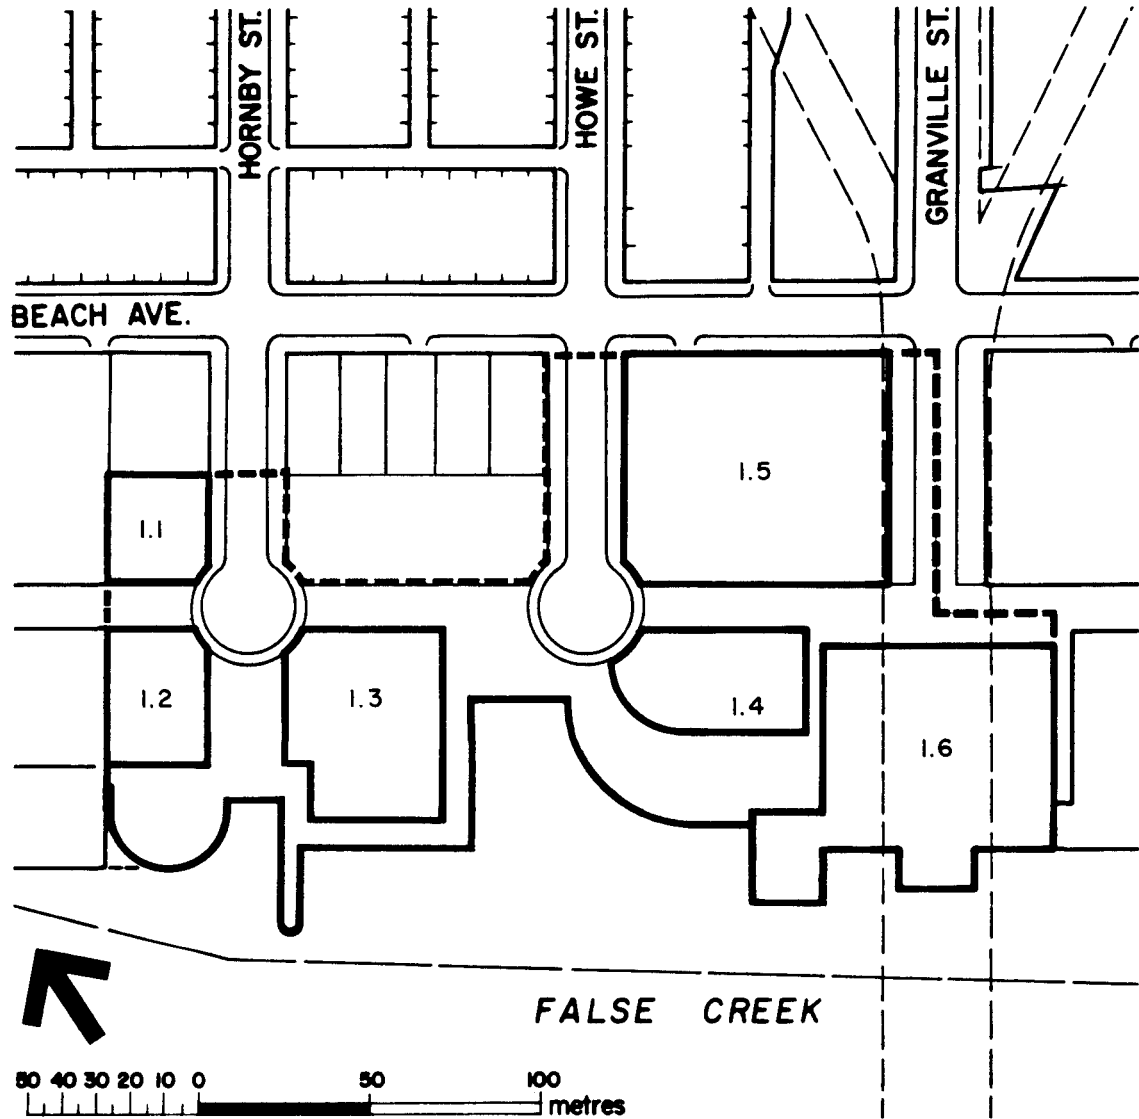 HORNBY ST.
HOWE ST.
GRANVILLE ST.
BEACH AVE.
1.5
1.1
1.2
1.3
1.4
1.6
FALSE CREEK
50 40 30 20 10 0 50 100
metres